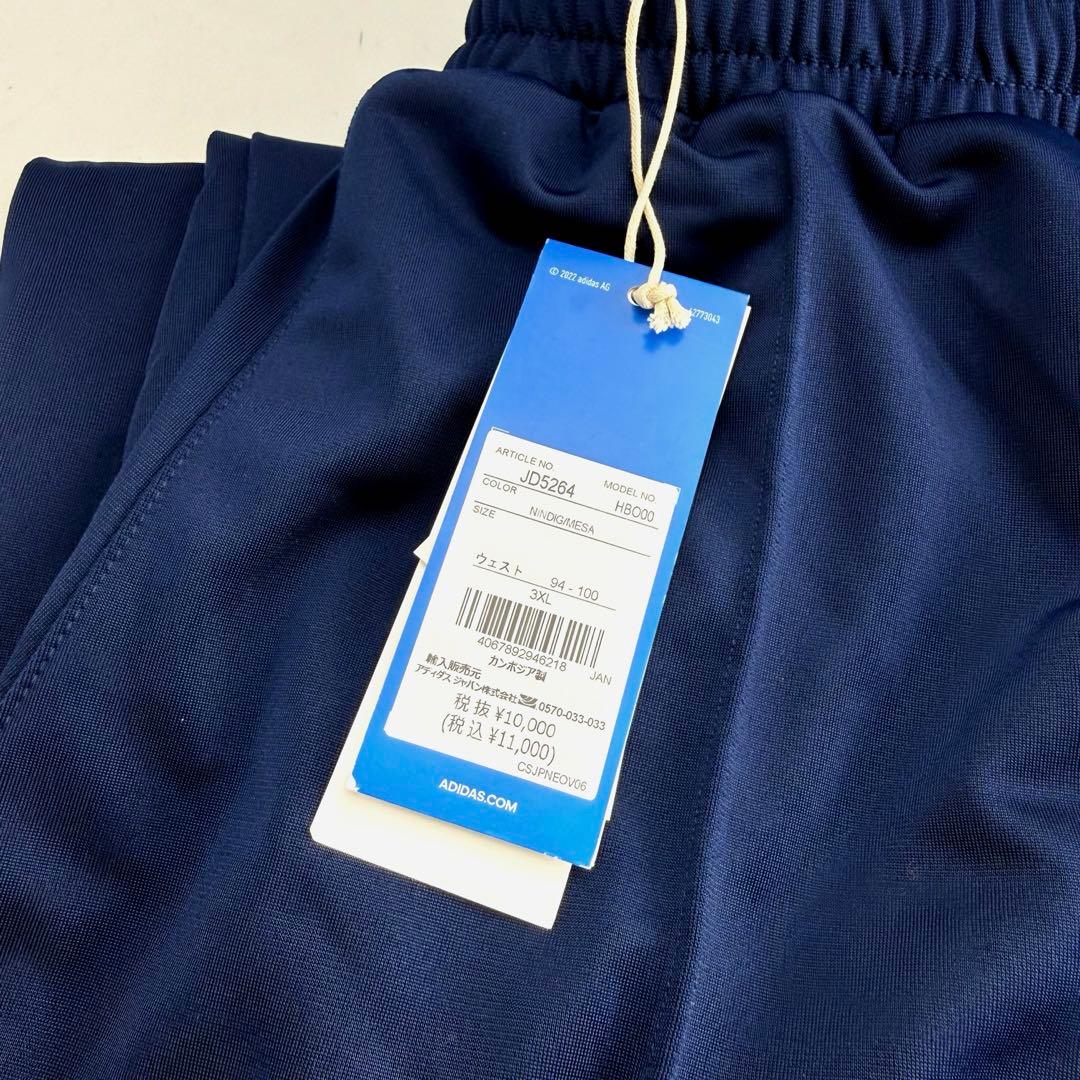 © 2022 adidas AG
62773043
ARTICLE NO.
JD5264
MODEL NO.
HBO00
COLOR
N/NDIG/MESA
SIZE
ウェスト 94 - 100
3XL
4067892946218
JAN
輸入販売元 カンボジア製
アディダス ジャパン株式会社 0570-033-033
税抜 ¥10,000
(税込 ¥11,000)
CSJPNEOV06
ADIDAS.COM